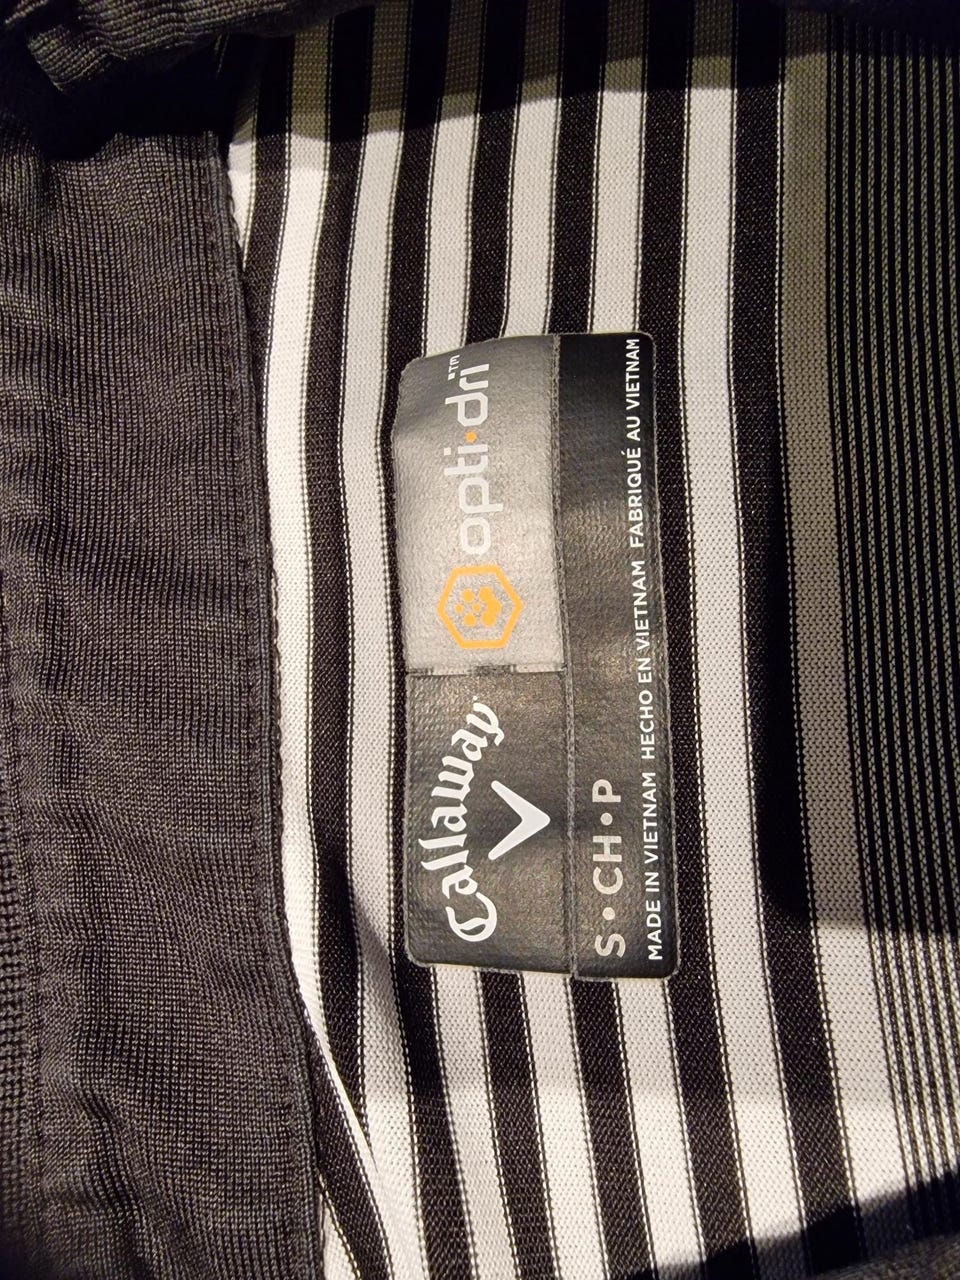 Callaway
opti·dri™
S•CH•P
MADE IN VIETNAM HECHO EN VIETNAM FABRIQUÉ AU VIETNAM